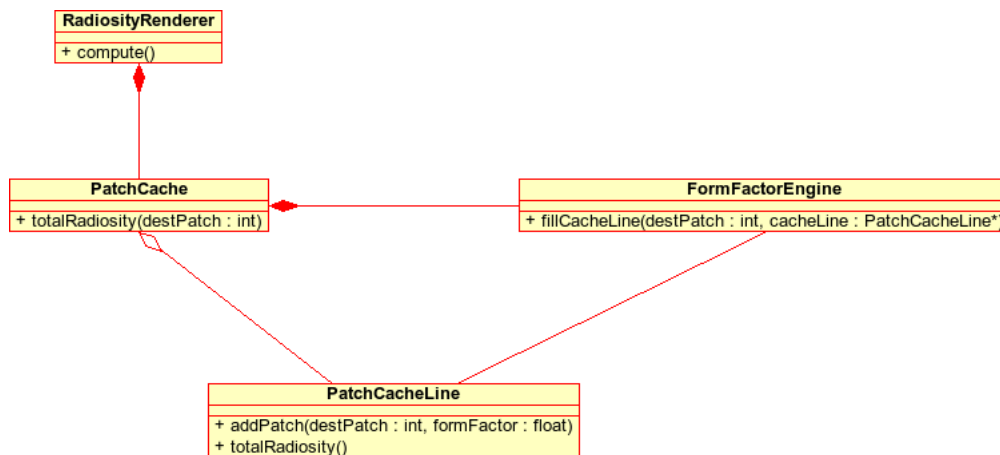 RadiosityRenderer
+ compute()
PatchCache
+ totalRadiosity(destPatch : int)
FormFactorEngine
+ fillCacheLine(destPatch : int, cacheLine : PatchCacheLine*)
PatchCacheLine
+ addPatch(destPatch : int, formFactor : float)
+ totalRadiosity()